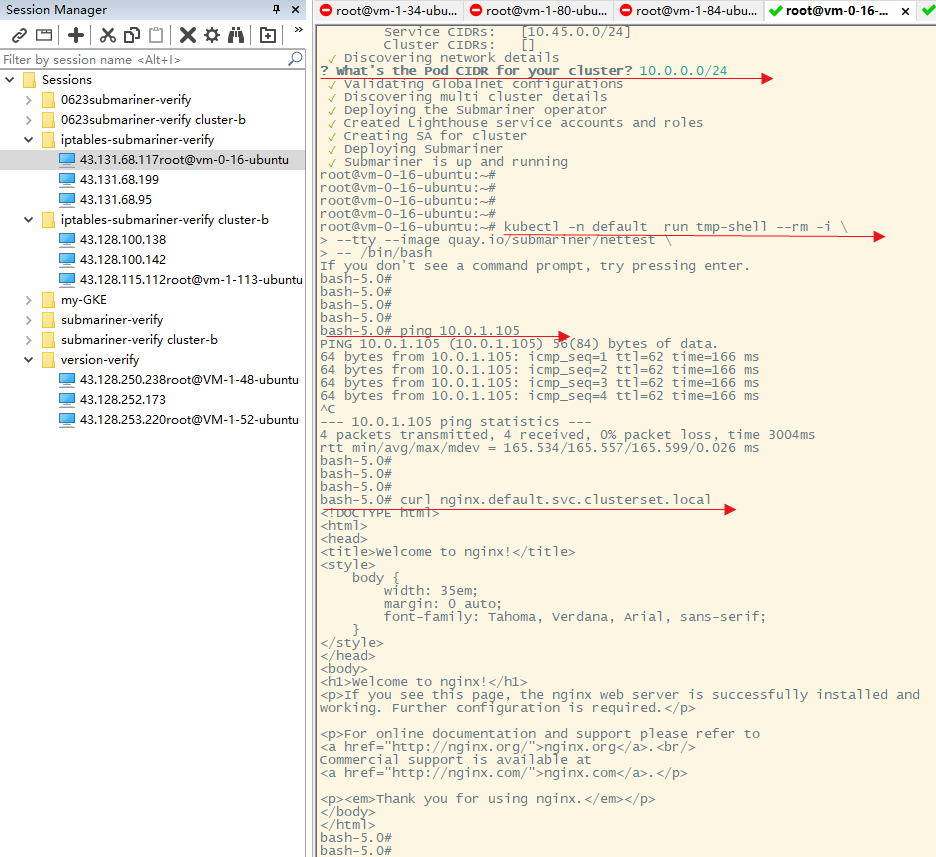 Session Manager
Filter by session name <Alt+I>
Sessions
0623submariner-verify
0623submariner-verify cluster-b
iptables-submariner-verify
43.131.68.117root@vm-0-16-ubuntu
43.131.68.199
43.131.68.95
iptables-submariner-verify cluster-b
43.128.100.138
43.128.100.142
43.128.115.112root@vm-1-113-ubuntu
my-GKE
submariner-verify
submariner-verify cluster-b
version-verify
43.128.250.238root@VM-1-48-ubuntu
43.128.252.173
43.128.253.220root@VM-1-52-ubuntu
root@vm-1-34-ubu... root@vm-1-80-ubu... root@vm-1-84-ubu... root@vm-0-16-...
        Service CIDRs:   [10.45.0.0/24]
        Cluster CIDRs:   []
 ✓ Discovering network details
? What's the Pod CIDR for your cluster? 10.0.0.0/24
 ✓ Validating Globalnet configurations
 ✓ Discovering multi cluster details
 ✓ Deploying the Submariner operator
 ✓ Created Lighthouse service accounts and roles
 ✓ Creating SA for cluster
 ✓ Deploying Submariner
 ✓ Submariner is up and running
root@vm-0-16-ubuntu:~#
root@vm-0-16-ubuntu:~#
root@vm-0-16-ubuntu:~#
root@vm-0-16-ubuntu:~#
root@vm-0-16-ubuntu:~# kubectl -n default  run tmp-shell --rm -i \
> --tty --image quay.io/submariner/nettest \
> -- /bin/bash
If you don't see a command prompt, try pressing enter.
bash-5.0#
bash-5.0#
bash-5.0#
bash-5.0#
bash-5.0# ping 10.0.1.105
PING 10.0.1.105 (10.0.1.105) 56(84) bytes of data.
64 bytes from 10.0.1.105: icmp_seq=1 ttl=62 time=166 ms
64 bytes from 10.0.1.105: icmp_seq=2 ttl=62 time=166 ms
64 bytes from 10.0.1.105: icmp_seq=3 ttl=62 time=166 ms
64 bytes from 10.0.1.105: icmp_seq=4 ttl=62 time=166 ms
^C
--- 10.0.1.105 ping statistics ---
4 packets transmitted, 4 received, 0% packet loss, time 3004ms
rtt min/avg/max/mdev = 165.534/165.557/165.599/0.026 ms
bash-5.0#
bash-5.0#
bash-5.0#
bash-5.0# curl nginx.default.svc.clusterset.local
<!DOCTYPE html>
<html>
<head>
<title>Welcome to nginx!</title>
<style>
    body {
        width: 35em;
        margin: 0 auto;
        font-family: Tahoma, Verdana, Arial, sans-serif;
    }
</style>
</head>
<body>
<h1>Welcome to nginx!</h1>
<p>If you see this page, the nginx web server is successfully installed and
working. Further configuration is required.</p>

<p>For online documentation and support please refer to
<a href="http://nginx.org/">nginx.org</a>.<br/>
Commercial support is available at
<a href="http://nginx.com/">nginx.com</a>.</p>

<p><em>Thank you for using nginx.</em></p>
</body>
</html>
bash-5.0#
bash-5.0#